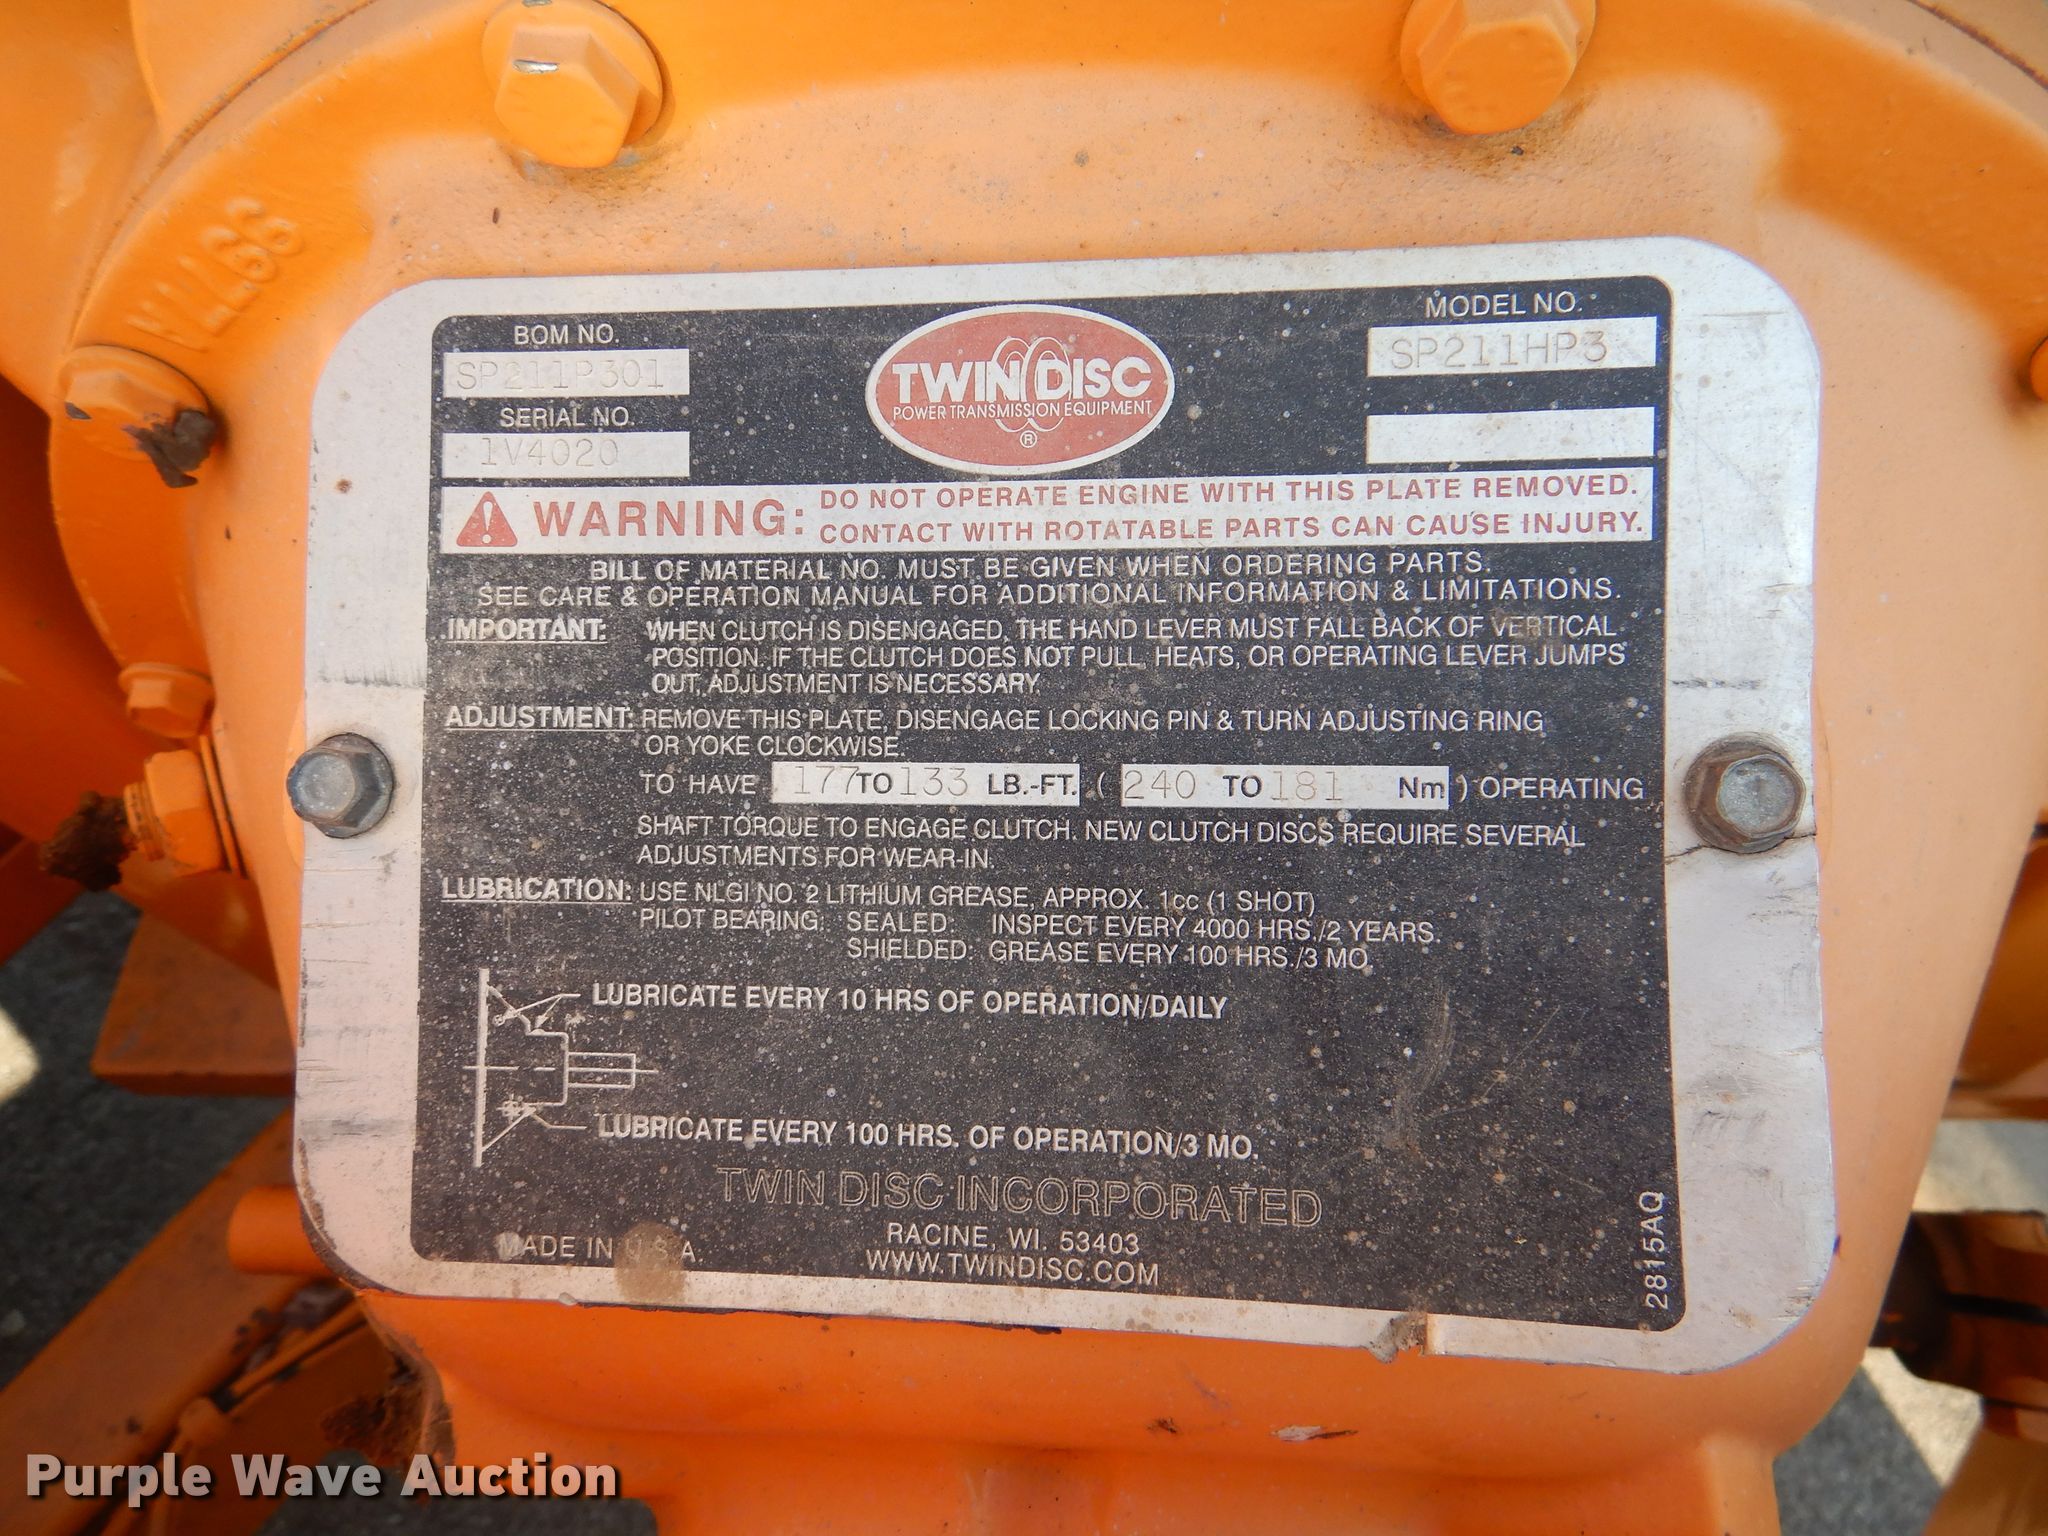 BOM NO.
SP211P301
SERIAL NO.
1V4020
TWIN DISC
POWER TRANSMISSION EQUIPMENT
®
MODEL NO.
SP211HP3
WARNING: DO NOT OPERATE ENGINE WITH THIS PLATE REMOVED.
CONTACT WITH ROTATABLE PARTS CAN CAUSE INJURY.
BILL OF MATERIAL NO. MUST BE GIVEN WHEN ORDERING PARTS.
SEE CARE & OPERATION MANUAL FOR ADDITIONAL INFORMATION & LIMITATIONS.
IMPORTANT: WHEN CLUTCH IS DISENGAGED, THE HAND LEVER MUST FALL BACK OF VERTICAL
POSITION. IF THE CLUTCH DOES NOT PULL, HEATS, OR OPERATING LEVER JUMPS
OUT, ADJUSTMENT IS NECESSARY.
ADJUSTMENT: REMOVE THIS PLATE, DISENGAGE LOCKING PIN & TURN ADJUSTING RING
OR YOKE CLOCKWISE.
TO HAVE 177 TO 133 LB.-FT. ( 240 TO 181 Nm ) OPERATING
SHAFT TORQUE TO ENGAGE CLUTCH. NEW CLUTCH DISCS REQUIRE SEVERAL
ADJUSTMENTS FOR WEAR-IN.
LUBRICATION: USE NLGI NO. 2 LITHIUM GREASE, APPROX. 1cc (1 SHOT)
PILOT BEARING: SEALED: INSPECT EVERY 4000 HRS./2 YEARS.
SHIELDED: GREASE EVERY 100 HRS./3 MO.
LUBRICATE EVERY 10 HRS OF OPERATION/DAILY
LUBRICATE EVERY 100 HRS. OF OPERATION/3 MO.
TWIN DISC INCORPORATED
RACINE, WI. 53403
MADE IN U.S.A.
WWW.TWINDISC.COM
2815AQ
Purple Wave Auction